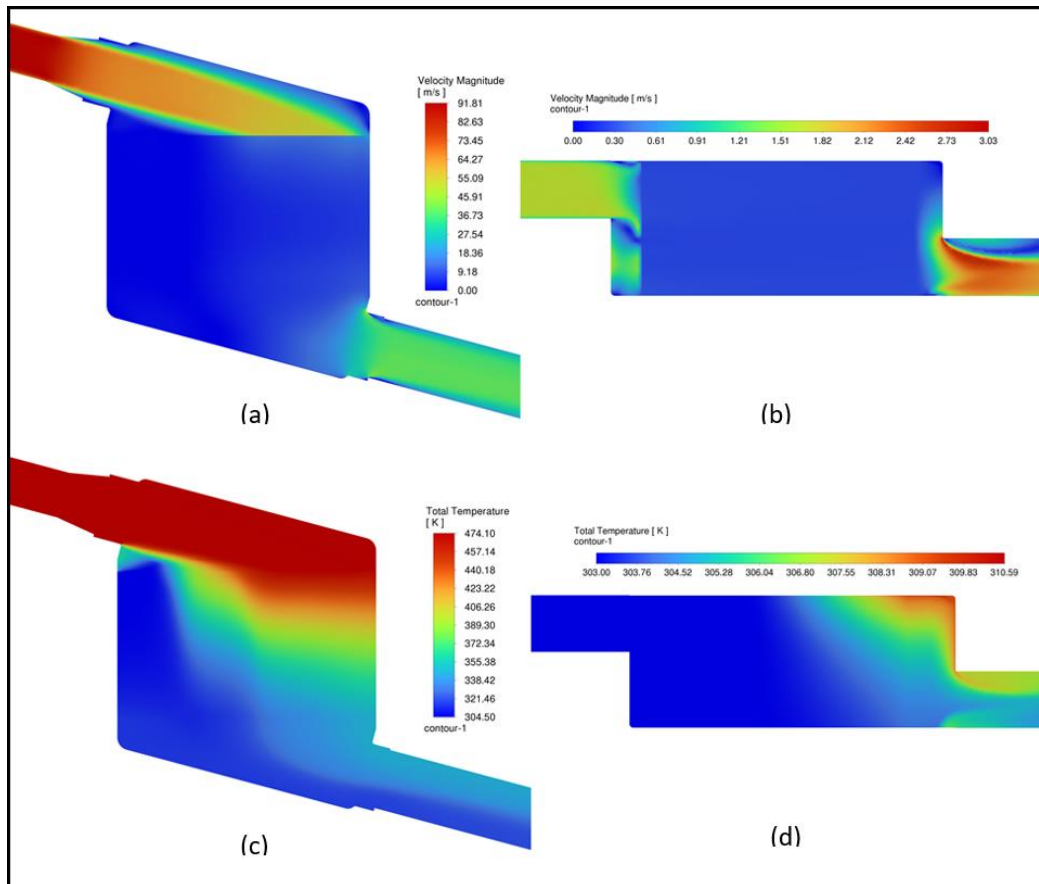 Velocity Magnitude
[ m/s ]
91.81
82.63
73.45
64.27
55.09
45.91
36.73
27.54
18.36
9.18
0.00
contour-1
(a)
Velocity Magnitude [ m/s ]
contour-1
0.00 0.30 0.61 0.91 1.21 1.51 1.82 2.12 2.42 2.73 3.03
(b)
Total Temperature
[ K ]
474.10
457.14
440.18
423.22
406.26
389.30
372.34
355.38
338.42
321.46
304.50
contour-1
(c)
Total Temperature [ K ]
contour-1
303.00 303.76 304.52 305.28 306.04 306.80 307.55 308.31 309.07 309.83 310.59
(d)